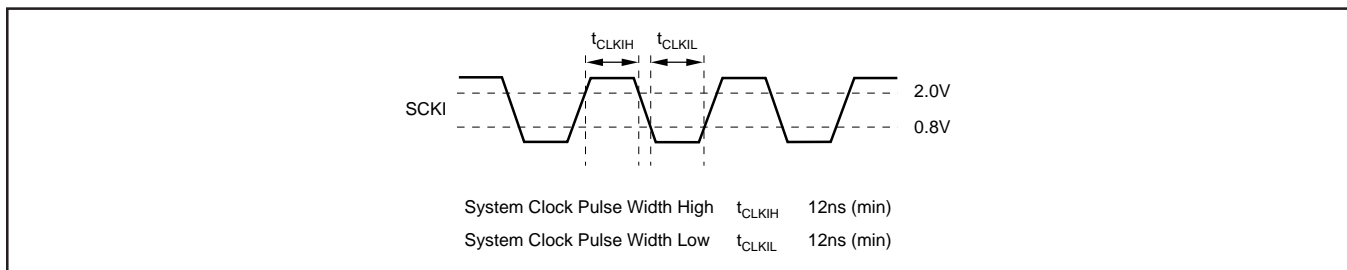 tCLKIH tCLKIL
2.0V
SCKI
0.8V
System Clock Pulse Width High tCLKIH 12ns (min)
System Clock Pulse Width Low tCLKIL 12ns (min)